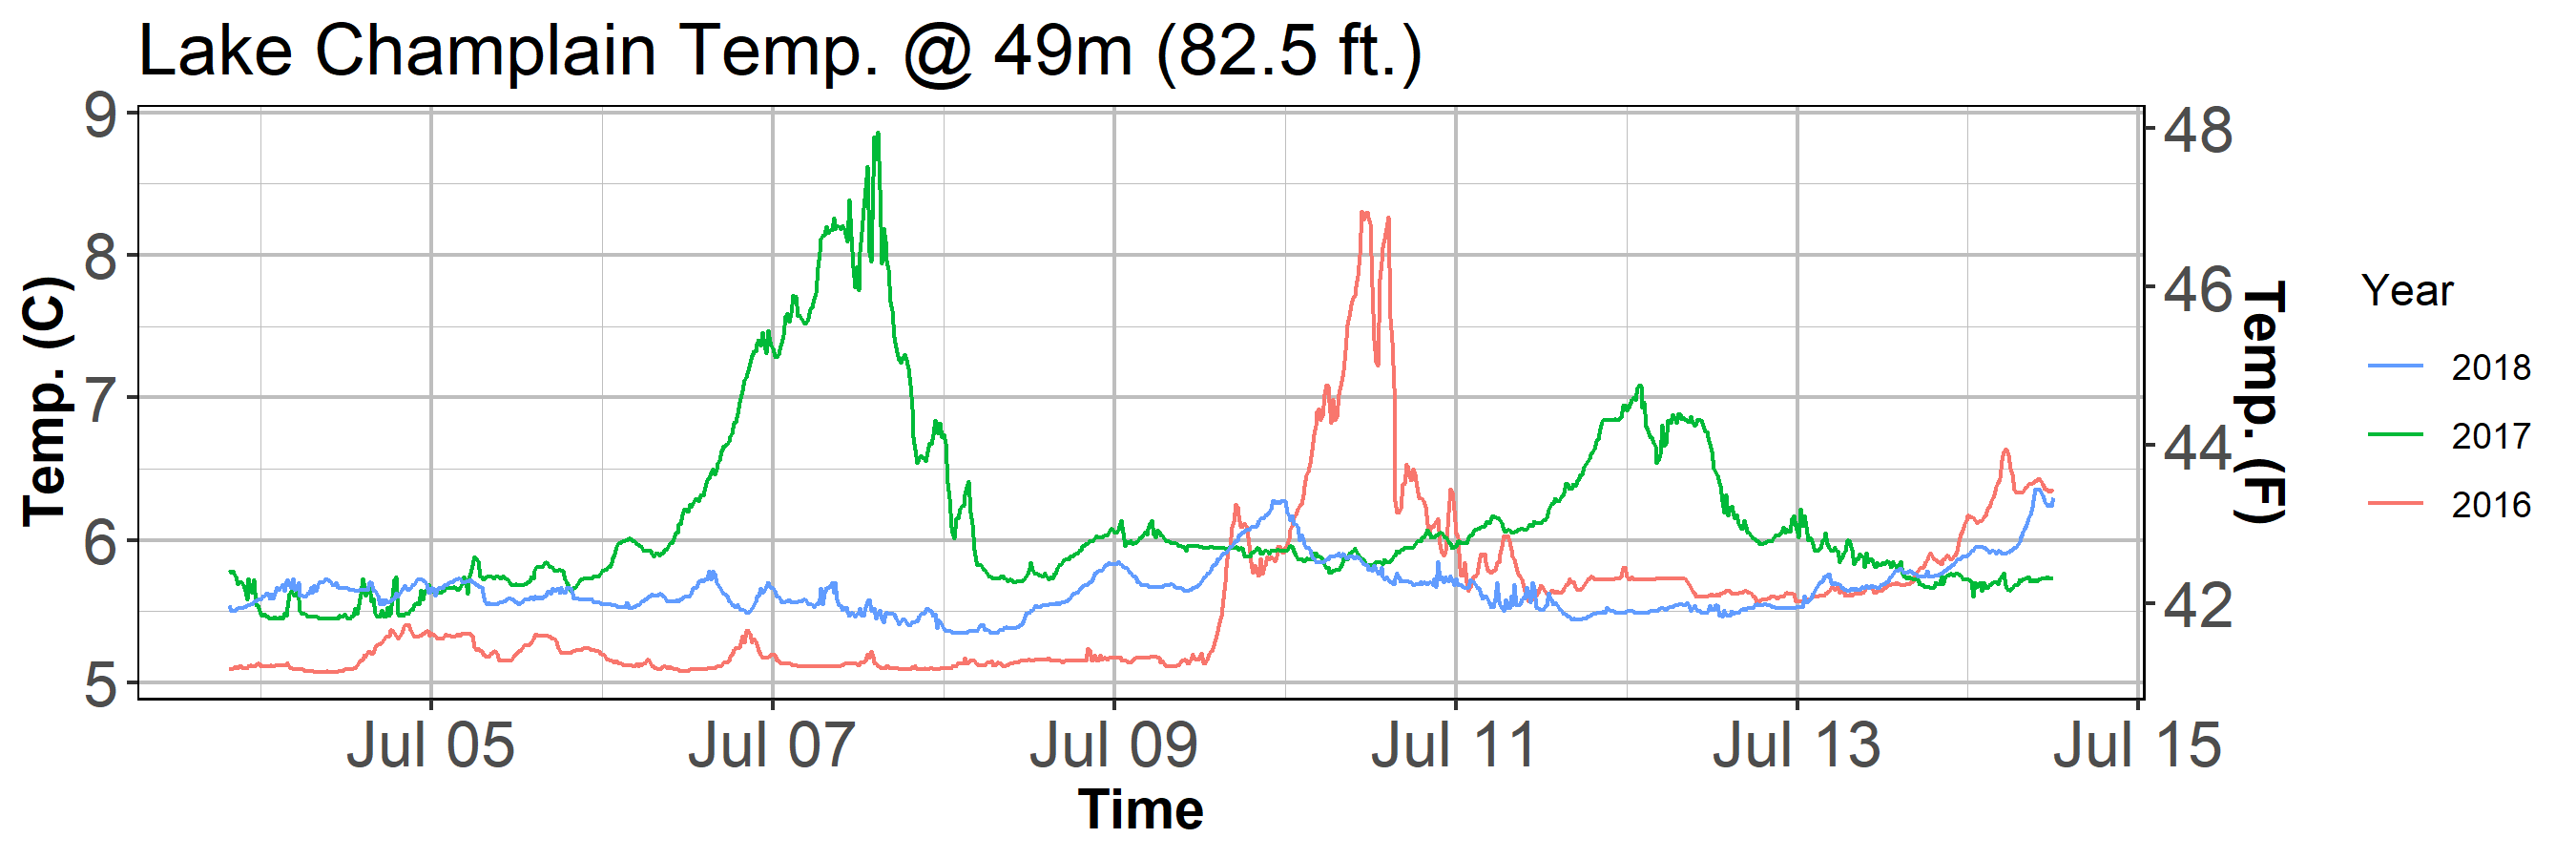 Lake Champlain Temp. @ 49m (82.5 ft.)
9
8
7
6
5
Temp. (C)
48
46
44
42
Temp. (F)
Jul 05
Jul 07
Jul 09
Jul 11
Jul 13
Jul 15
Time
Year
2018
2017
2016